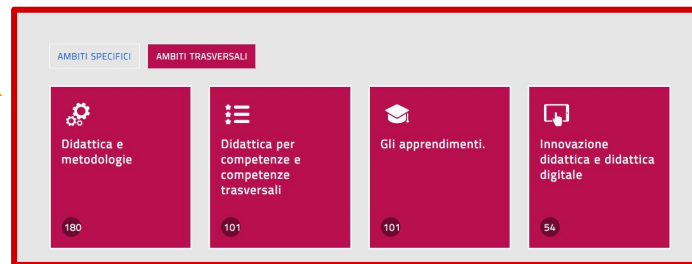 AMBITI SPECIFICI
AMBITI TRASVERSALI
Didattica e
metodologie
180
Didattica per
competenze e
competenze
trasversali
101
Gli apprendimenti.
101
Innovazione
didattica e didattica
digitale
54